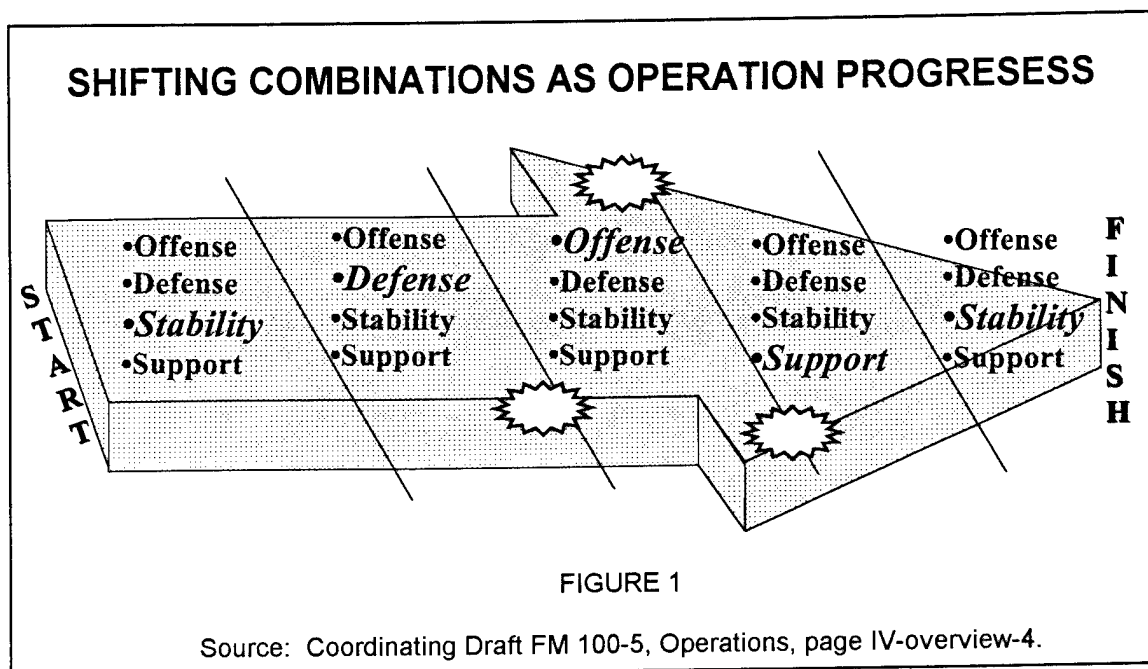 SHIFTING COMBINATIONS AS OPERATION PROGRESESS
START
•Offense
•Defense
•Stability
•Support
•Offense
•Defense
•Stability
•Support
•Offense
•Defense
•Stability
•Support
•Offense
•Defense
•Stability
•Support
•Offense
•Defense
•Stability
•Support
FINISH
FIGURE 1
Source: Coordinating Draft FM 100-5, Operations, page IV-overview-4.